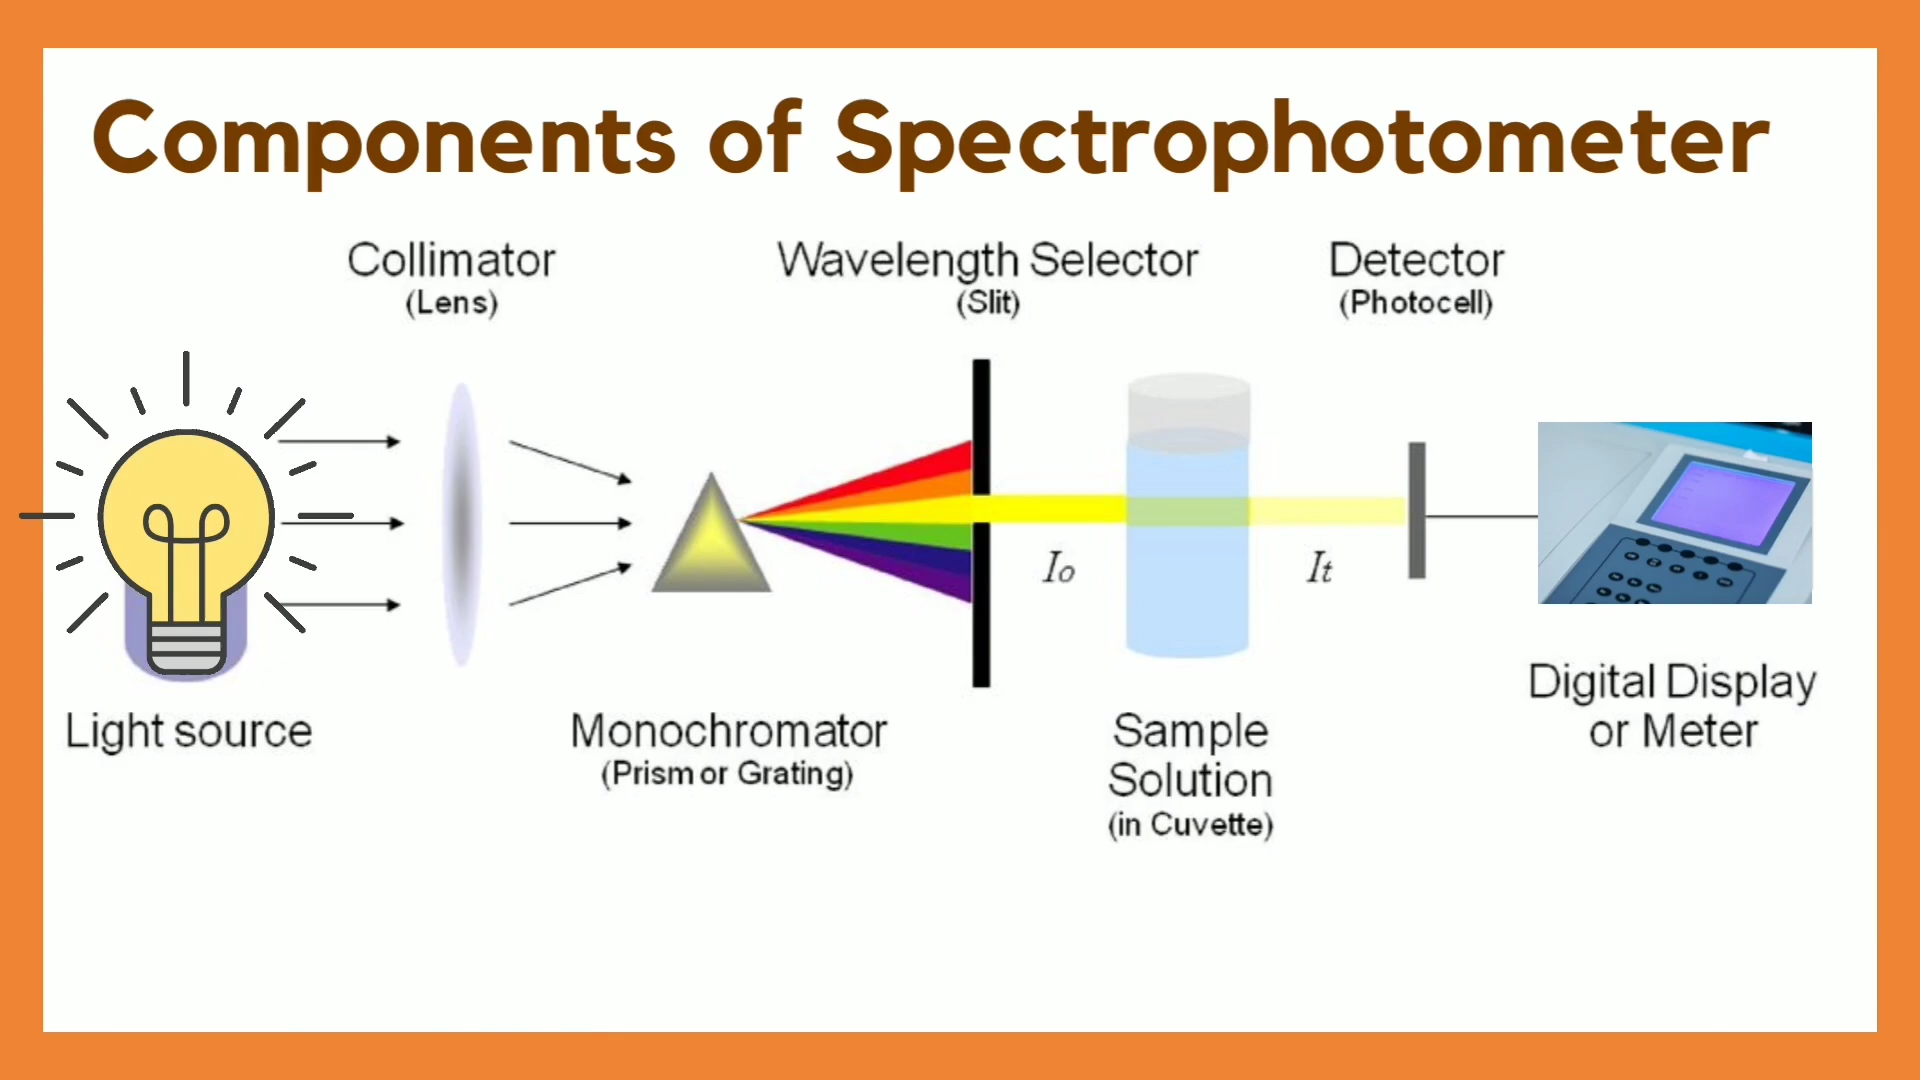 Components of Spectrophotometer
Collimator
(Lens)
Wavelength Selector
(Slit)
Detector
(Photocell)
Io
It
Light source
Monochromator
(Prism or Grating)
Sample
Solution
(in Cuvette)
Digital Display
or Meter